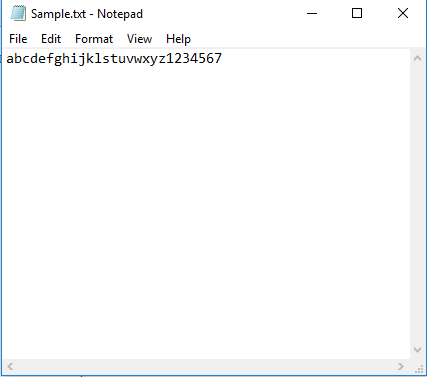 Sample.txt - Notepad
File Edit Format View Help
abcdefghijklstuvwxyz1234567